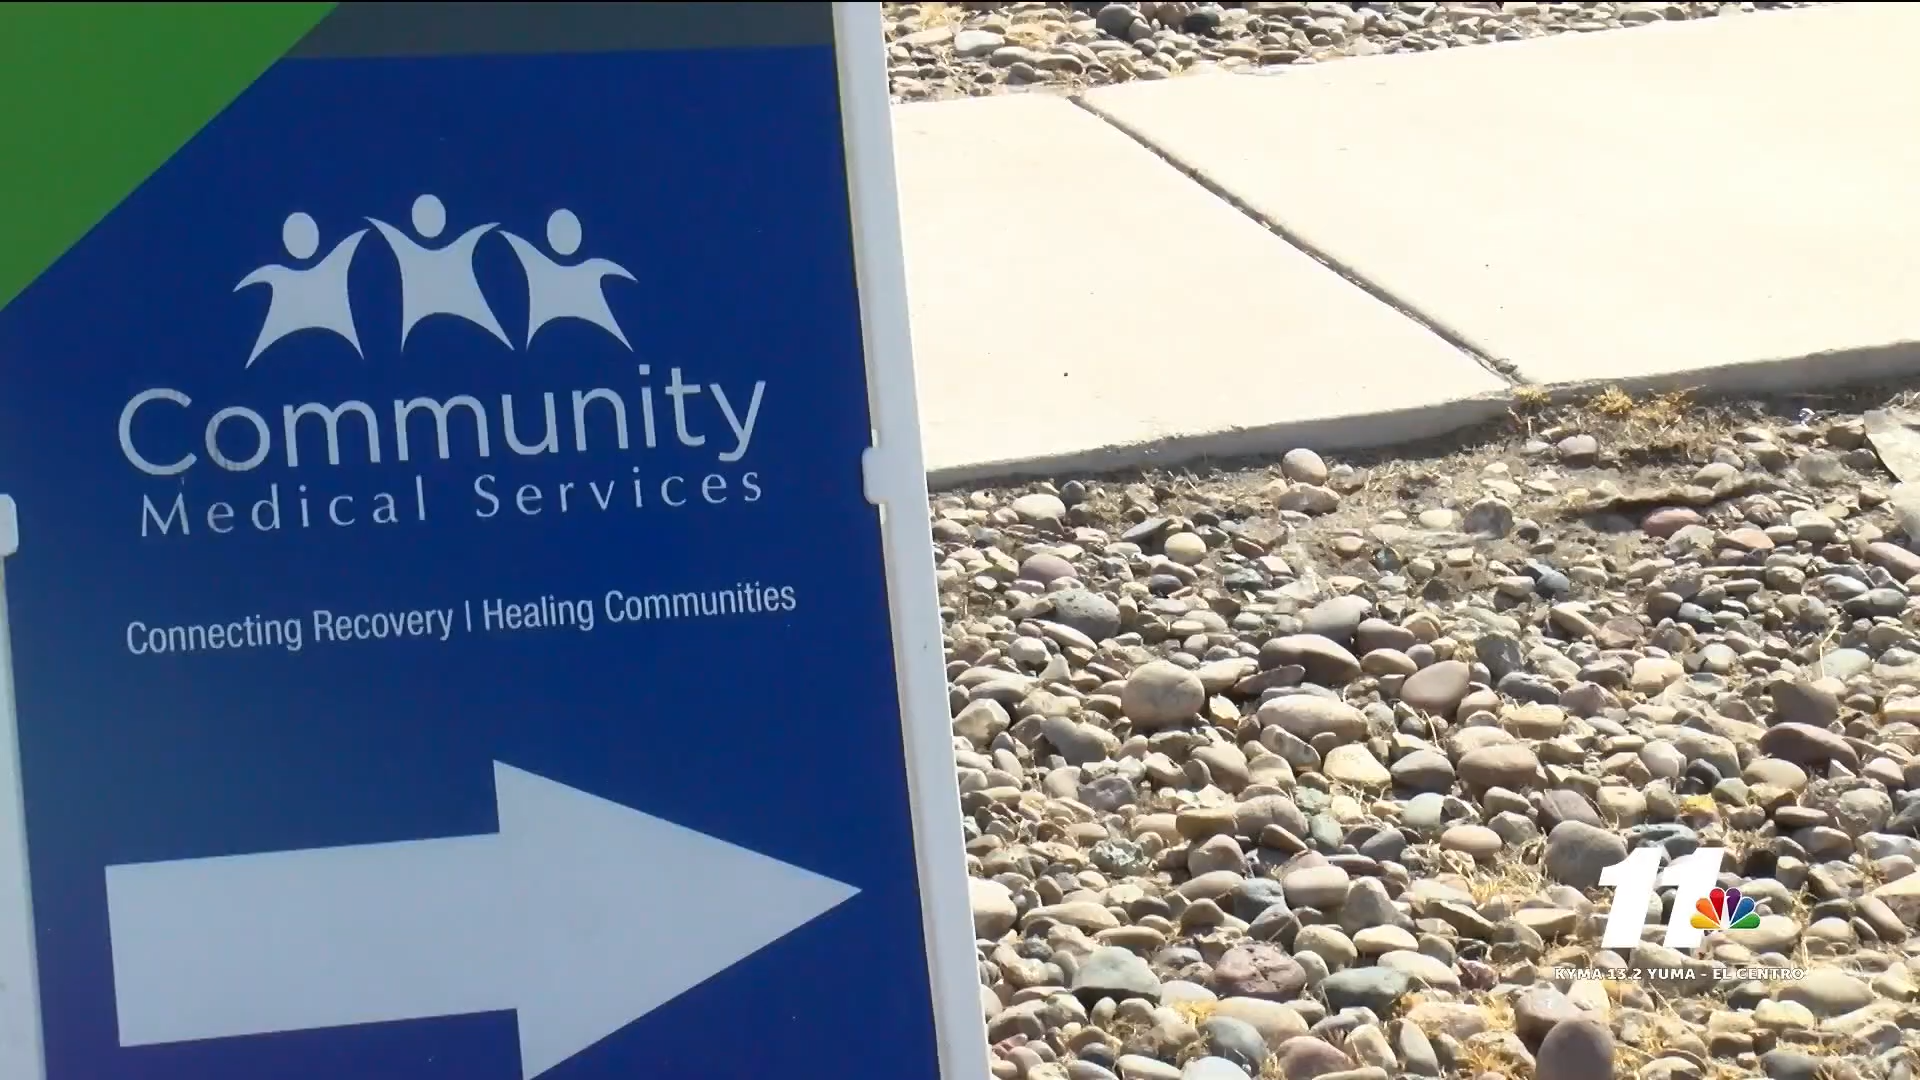 Community
Medical Services
Connecting Recovery | Healing Communities
11
KYMA 13.2 YUMA - EL CENTRO